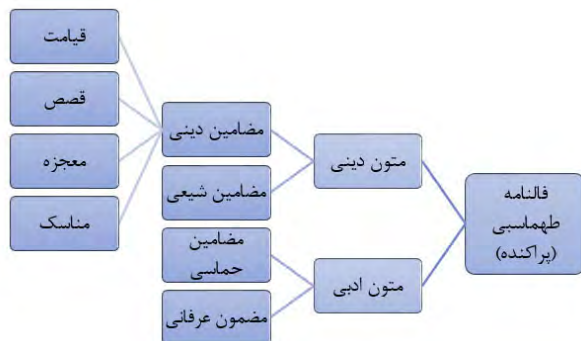 فالنامه
طهماسبی
(پراکنده)
متون دینی
مضامین دینی
قیامت
قصص
معجزه
مناسک
مضامین شیعی
متون ادبی
مضامین
حماسی
مضمون عرفانی